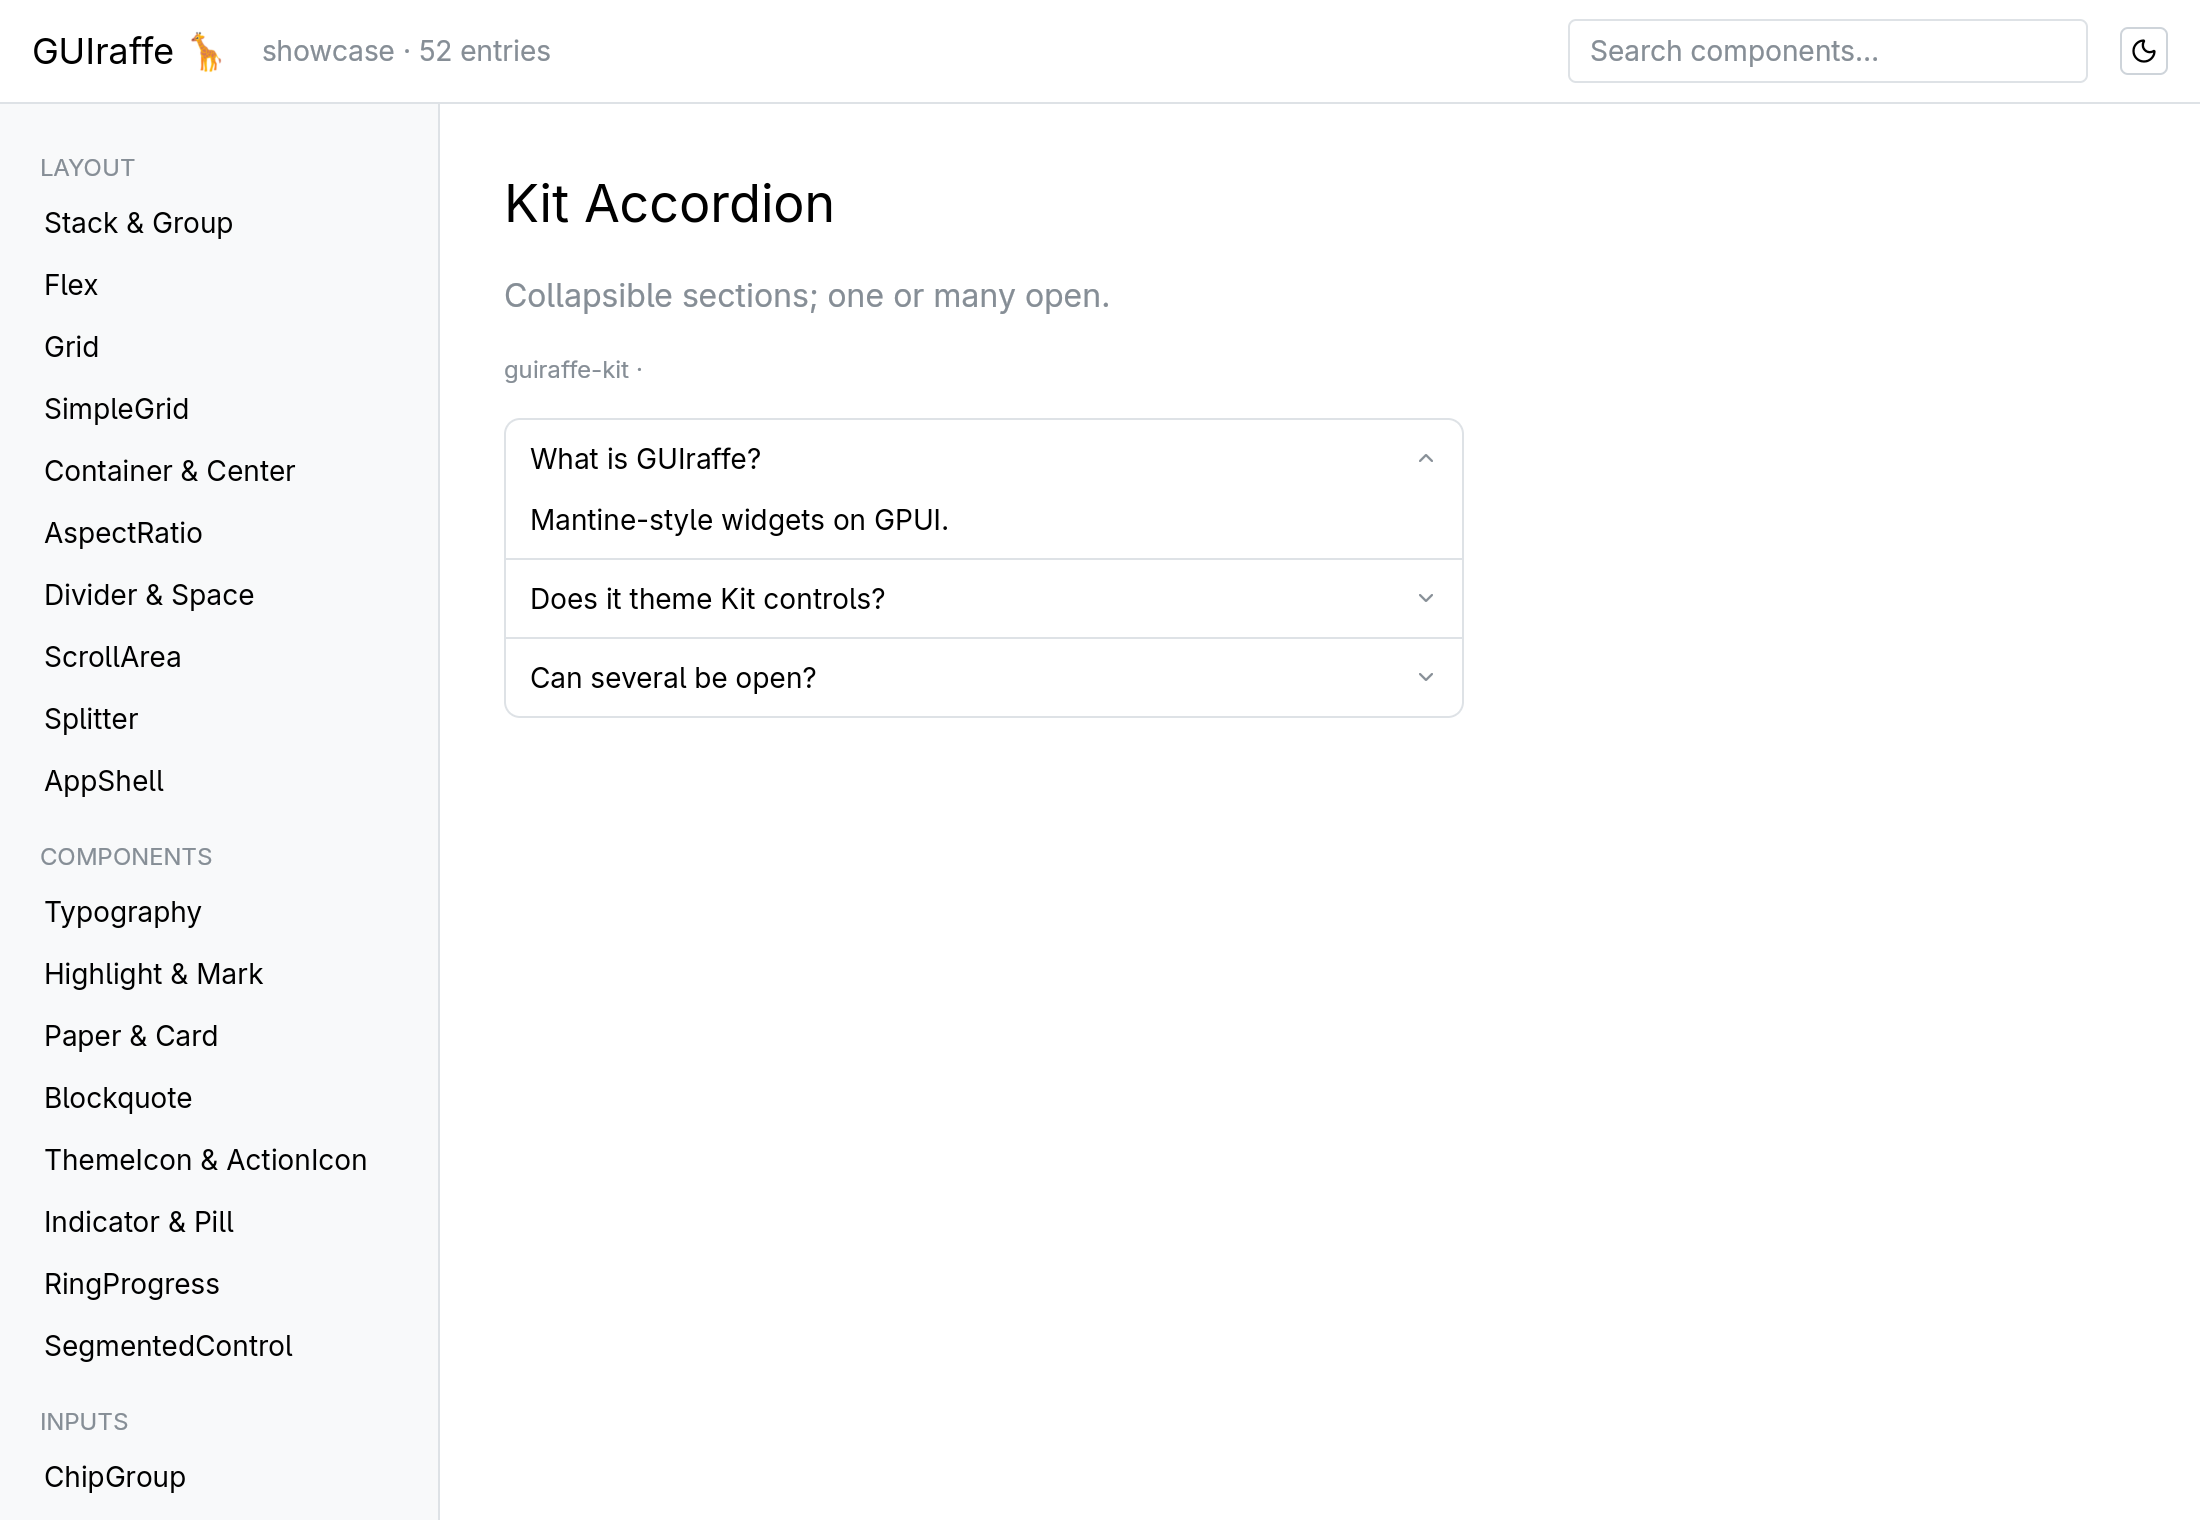 GUIraffe 🦒 showcase · 52 entries
Search components...
LAYOUT
Stack & Group
Flex
Grid
SimpleGrid
Container & Center
AspectRatio
Divider & Space
ScrollArea
Splitter
AppShell
COMPONENTS
Typography
Highlight & Mark
Paper & Card
Blockquote
ThemeIcon & ActionIcon
Indicator & Pill
RingProgress
SegmentedControl
INPUTS
ChipGroup
Kit Accordion
Collapsible sections; one or many open.
guiraffe-kit ·
What is GUIraffe?
Mantine-style widgets on GPUI.
Does it theme Kit controls?
Can several be open?